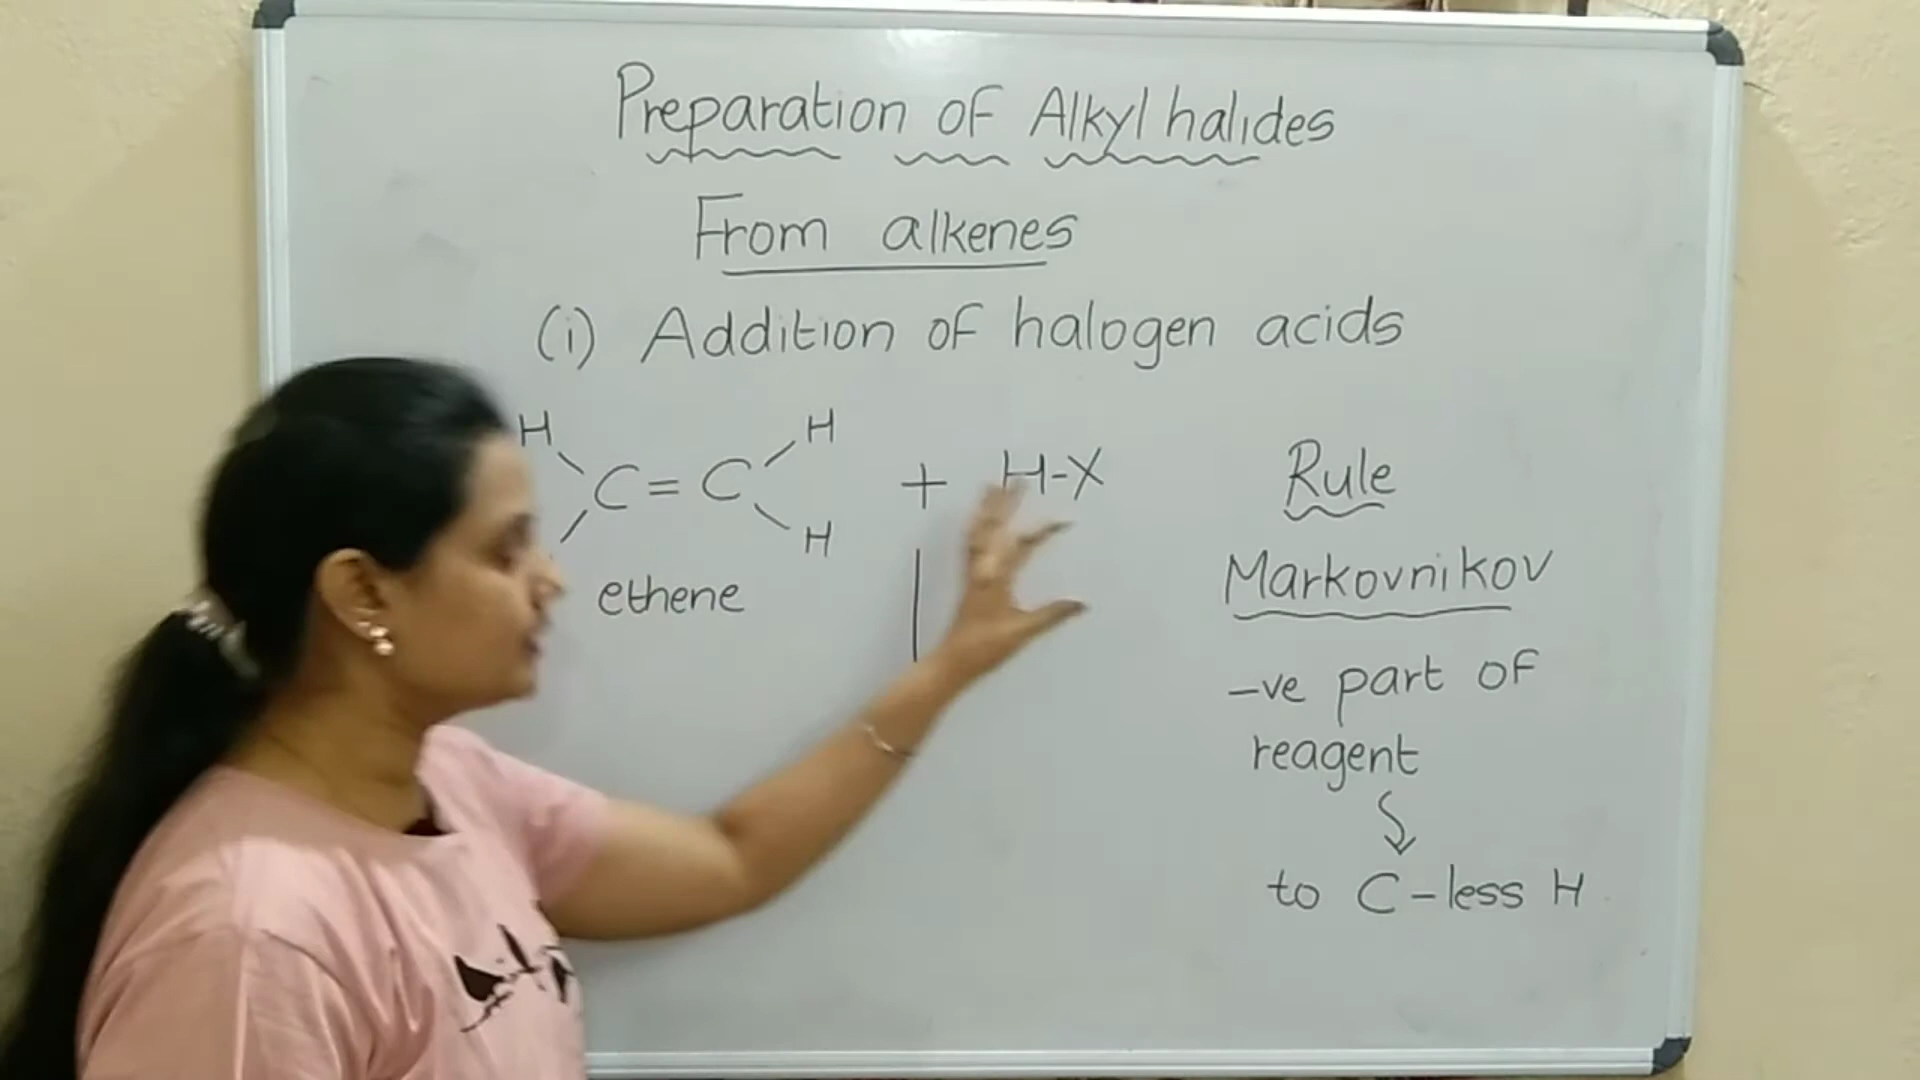 Preparation of Alkyl halides
From alkenes
(i) Addition of halogen acids
H H
C = C + H-X
H
ethene
Rule
Markovnikov
-ve part of
reagent
to C-less H